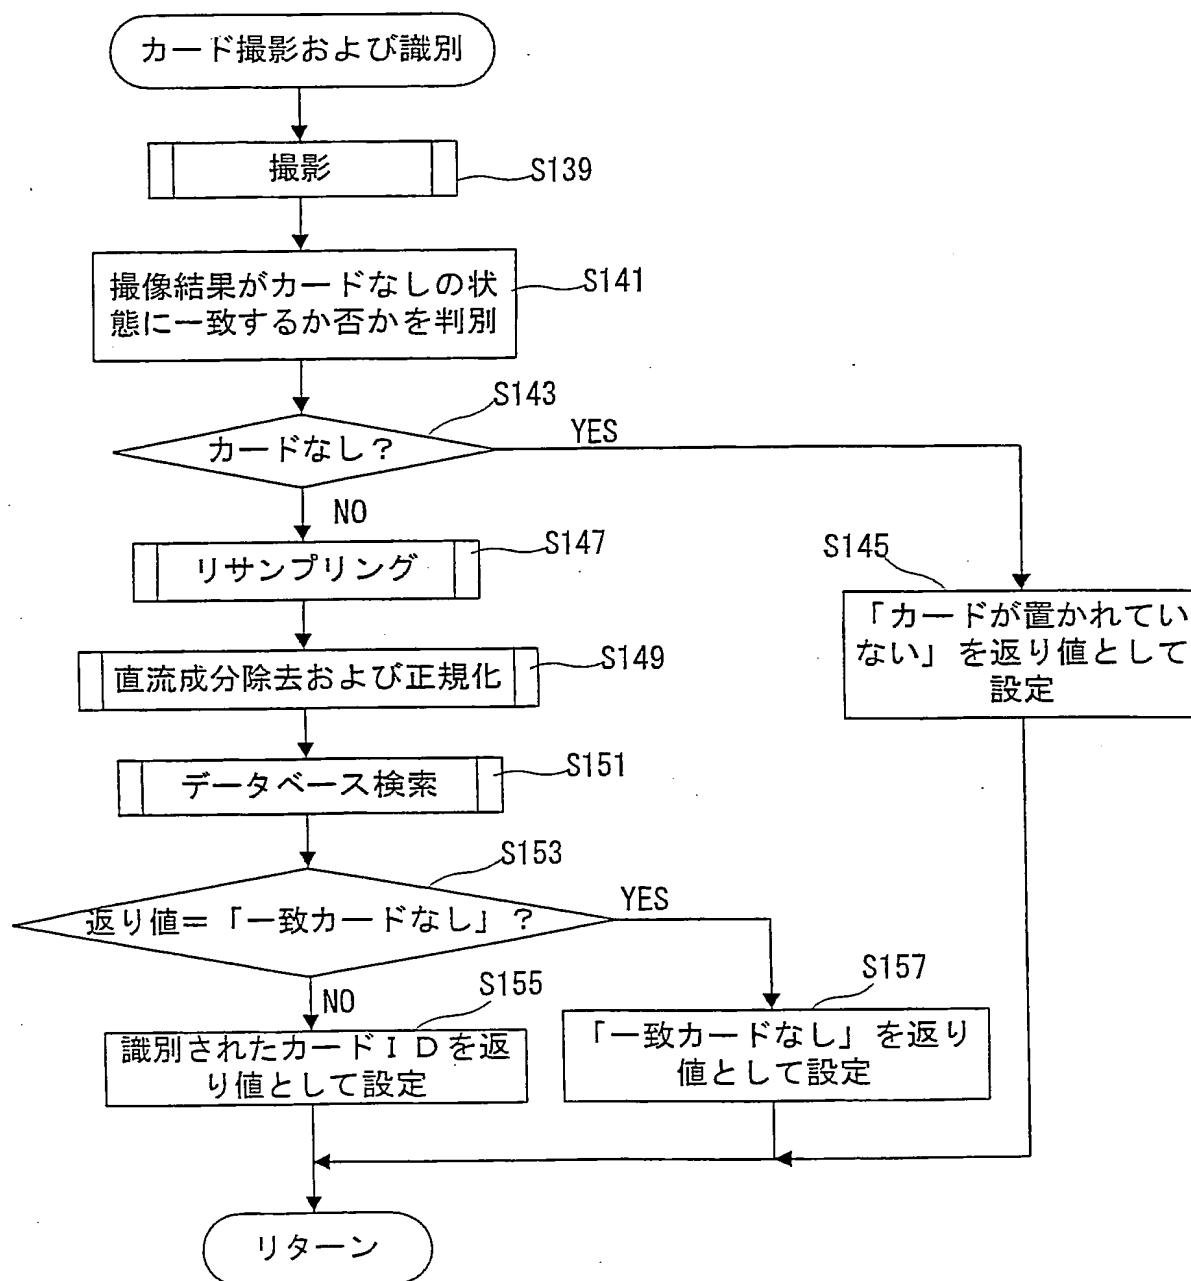 カード撮影および識別
撮影
S139
撮像結果がカードなしの状
態に一致するか否かを判別
S141
S143
カードなし？
YES
NO
リサンプリング
S147
S145
「カードが置かれてい
ない」を返り値として
設定
直流成分除去および正規化
S149
データベース検索
S151
S153
返り値＝「一致カードなし」？
YES
NO
S155
識別されたカードＩＤを返
り値として設定
S157
「一致カードなし」を返り
値として設定
リターン